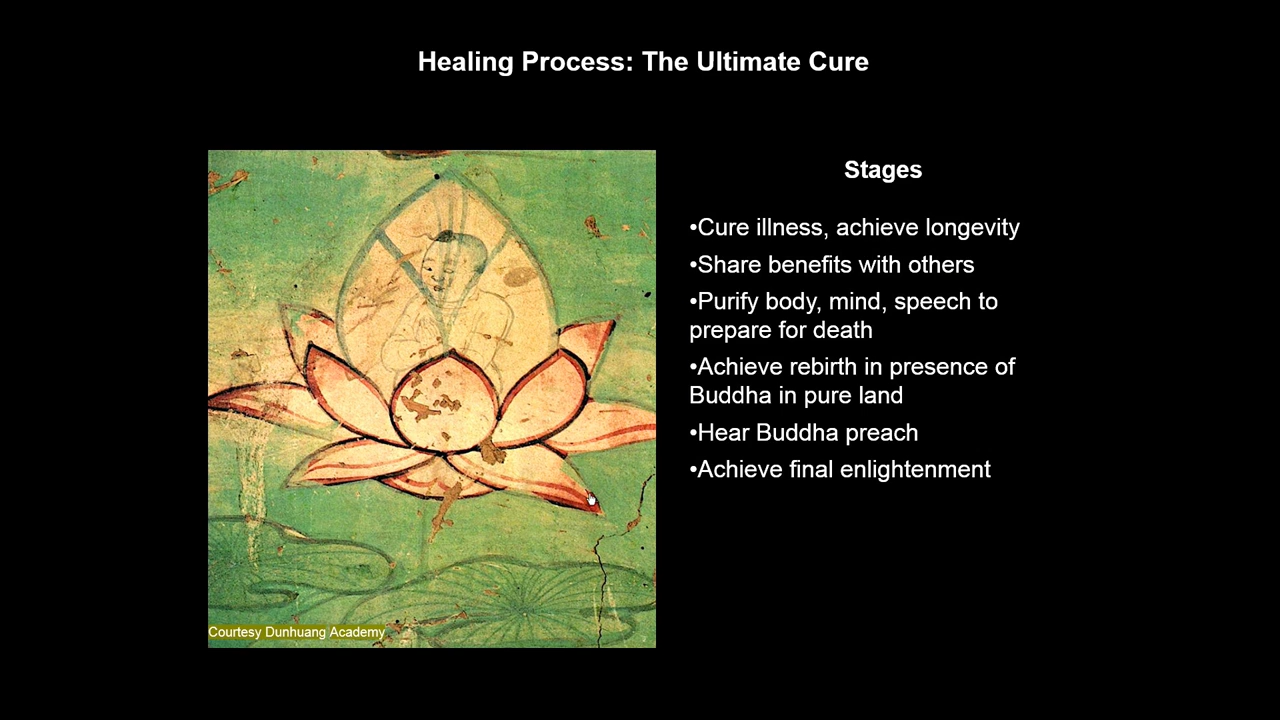 Healing Process: The Ultimate Cure
Stages
•Cure illness, achieve longevity
•Share benefits with others
•Purify body, mind, speech to
prepare for death
•Achieve rebirth in presence of
Buddha in pure land
•Hear Buddha preach
•Achieve final enlightenment
Courtesy Dunhuang Academy